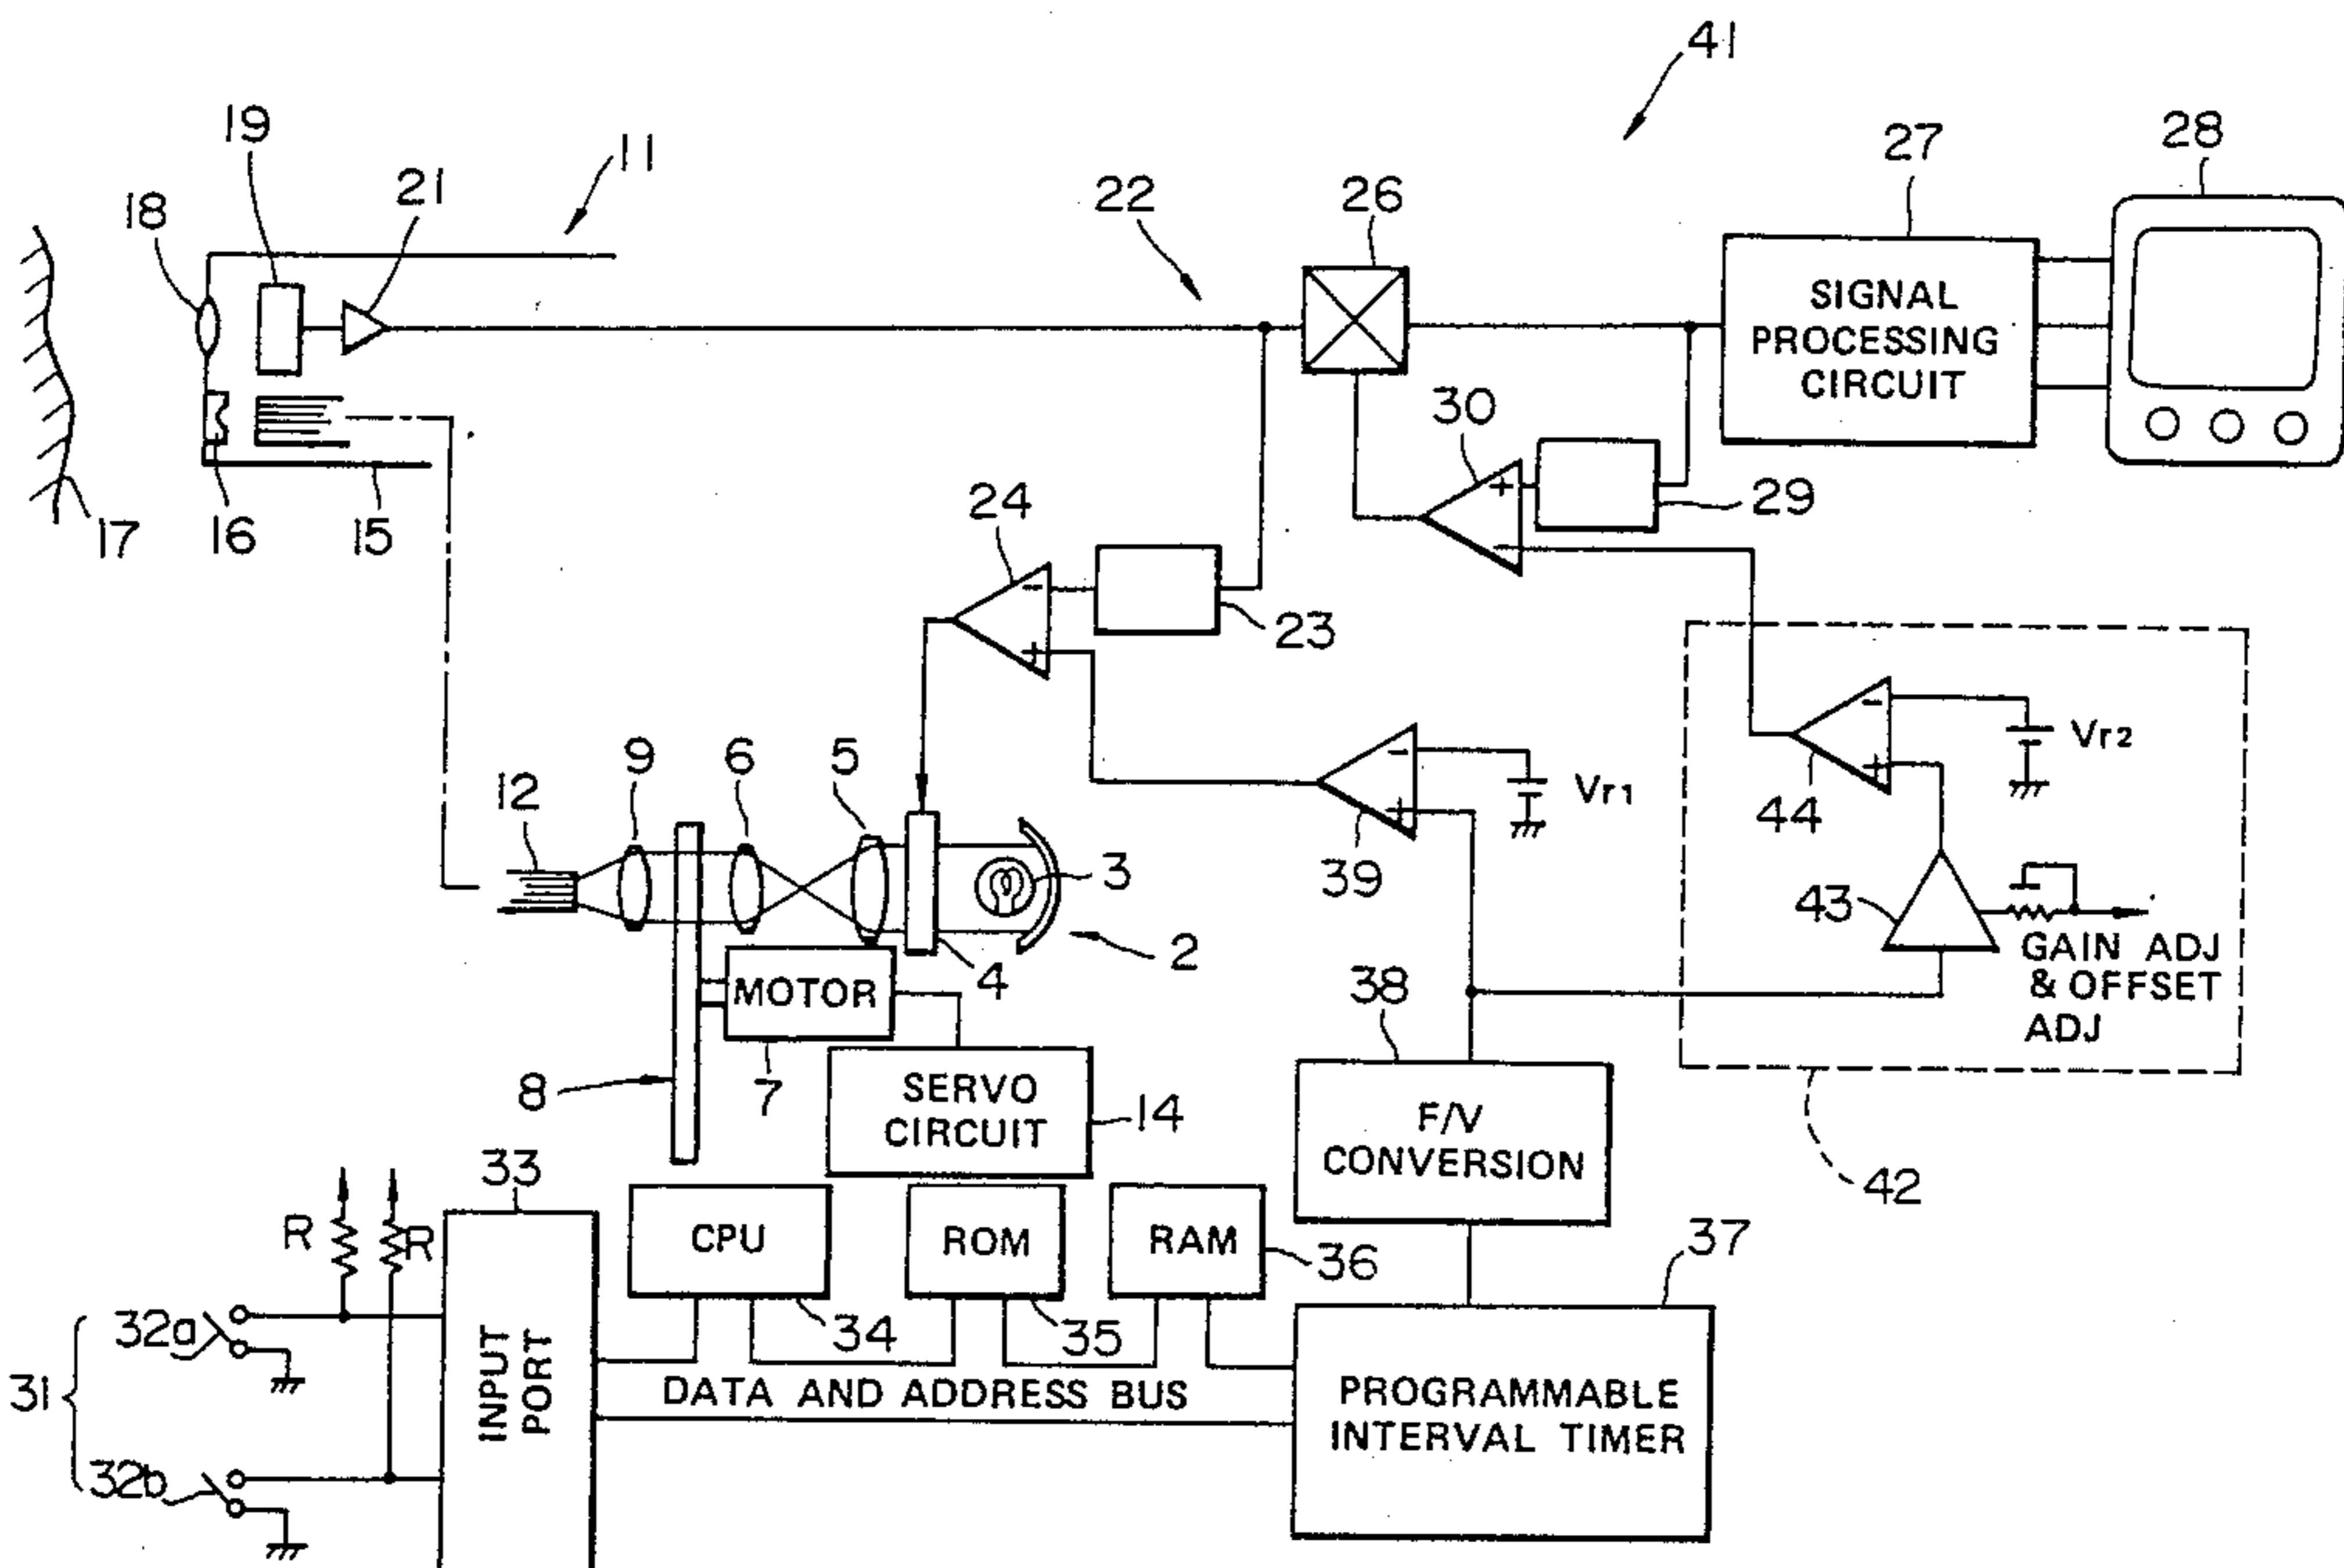 41
19
11
27
28
21
22
26
18
SIGNAL
PROCESSING
CIRCUIT
30
+
-
29
24
17
16
15
-
+
23
9
6
5
12
-
+
Vr1
39
-
+
Vr2
44
3
43
GAIN ADJ
& OFFSET
ADJ
2
4
MOTOR
38
8
7
SERVO
CIRCUIT
14
F/V
CONVERSION
42
33
R
R
CPU
ROM
RAM
36
37
32a
34
35
31
INPUT
PORT
DATA AND ADDRESS BUS
PROGRAMMABLE
INTERVAL TIMER
32b